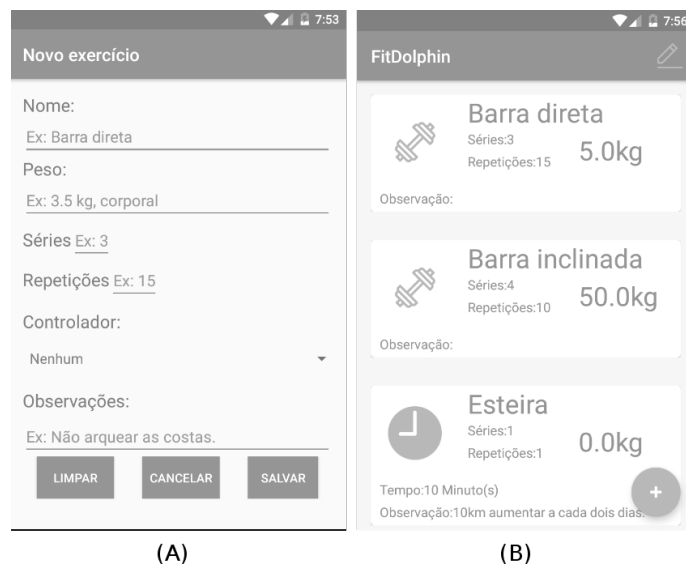 7:53
Novo exercício
Nome:
Ex: Barra direta
Peso:
Ex: 3.5 kg, corporal
Séries Ex: 3
Repetições Ex: 15
Controlador:
Nenhum
Observações:
Ex: Não arquear as costas.
LIMPAR CANCELAR SALVAR
(A)
7:56
FitDolphin
Barra direta
Séries:3
Repetições:15 5.0kg
Observação:
Barra inclinada
Séries:4
Repetições:10 50.0kg
Observação:
Esteira
Séries:1
Repetições:1 0.0kg
Tempo:10 Minuto(s)
+
Observação:10km aumentar a cada dois dias.
(B)